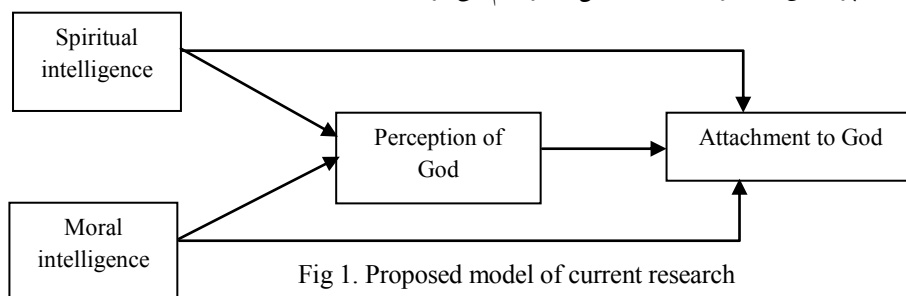 Spiritual
intelligence
Perception of
God
Attachment to God
Moral
intelligence
Fig 1. Proposed model of current research